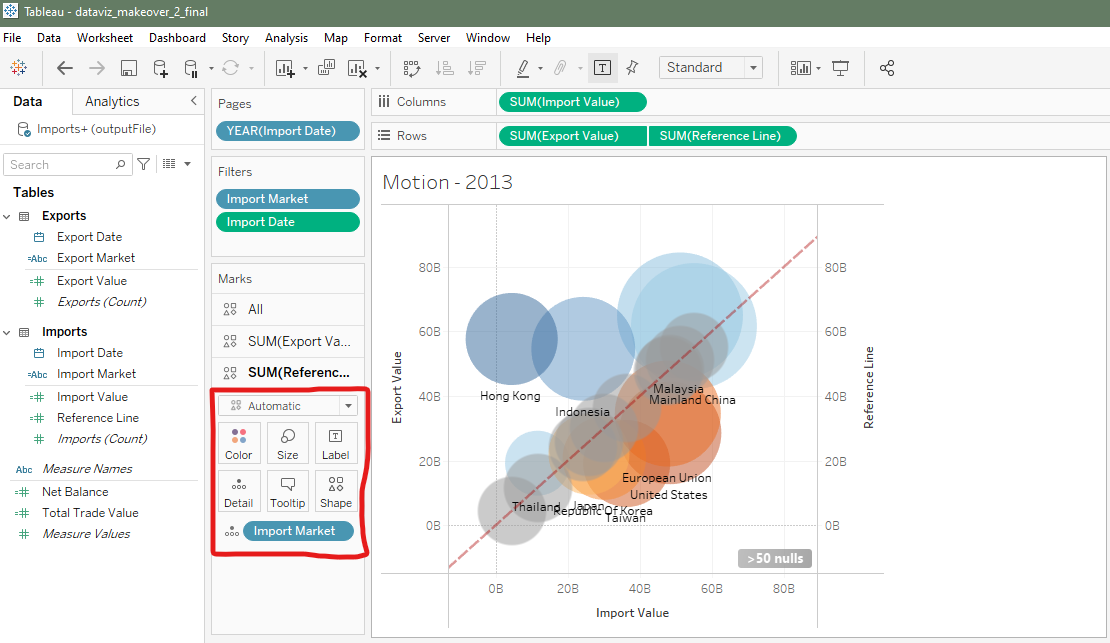 Tableau - dataviz_makeover_2_final
File Data Worksheet Dashboard Story Analysis Map Format Server Window Help
Standard
Data Analytics
Imports+ (outputFile)
Search
Tables
Exports
Export Date
Abc Export Market
Export Value
Exports (Count)
Imports
Import Date
Abc Import Market
Import Value
Reference Line
Imports (Count)
Abc Measure Names
Net Balance
Total Trade Value
Measure Values
Pages
YEAR(Import Date)
Filters
Import Market
Import Date
Marks
All
SUM(Export Va...
SUM(Referenc...
Automatic
Color Size Label
Detail Tooltip Shape
Import Market
Columns SUM(Import Value)
Rows SUM(Export Value) SUM(Reference Line)
Motion - 2013
Export Value
80B
60B
40B
20B
0B
Hong Kong
Indonesia
Malaysia
Mainland China
European Union
United States
Thailand
Japan
Republic Of Korea
Taiwan
>50 nulls
80B
60B
40B
20B
0B
Reference Line
0B 20B 40B 60B 80B
Import Value